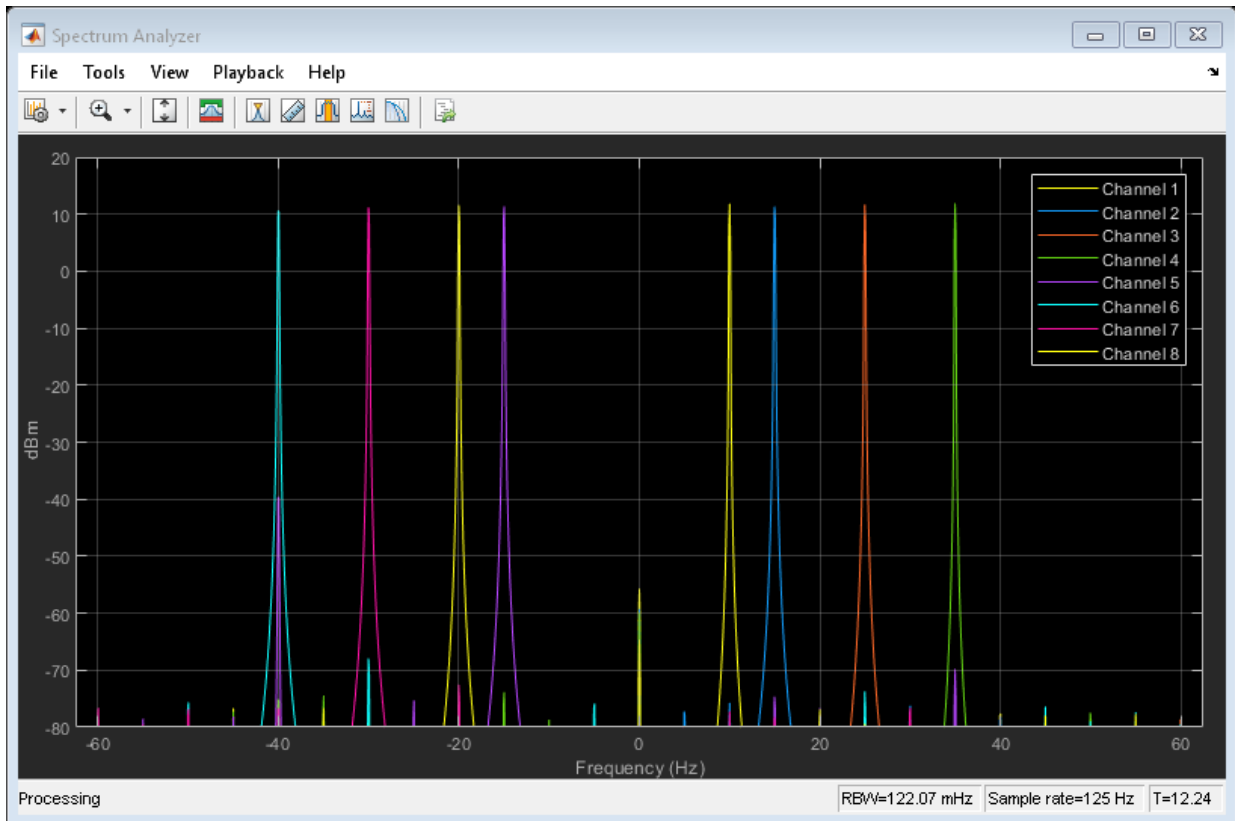 Spectrum Analyzer
File Tools View Playback Help
20
10
0
-10
-20
-30
-40
-50
-60
-70
-80
dBm
-60 -40 -20 0 20 40 60
Frequency (Hz)
Channel 1
Channel 2
Channel 3
Channel 4
Channel 5
Channel 6
Channel 7
Channel 8
Processing RBW=122.07 mHz Sample rate=125 Hz T=12.24